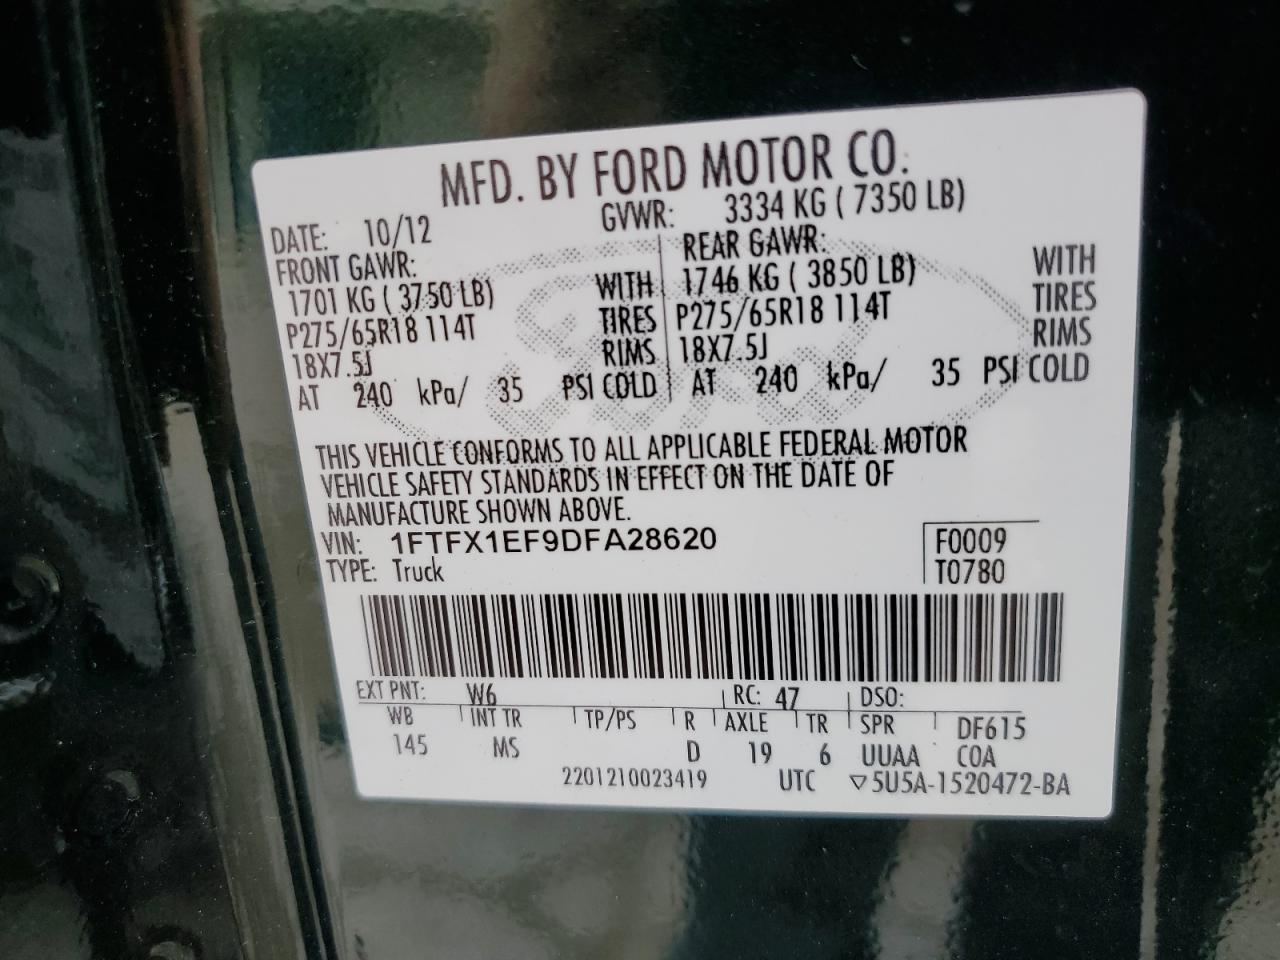 MFD. BY FORD MOTOR CO.
DATE: 10/12 GVWR: 3334 KG ( 7350 LB)
FRONT GAWR: REAR GAWR:
1701 KG ( 3750 LB) WITH 1746 KG ( 3850 LB) WITH
P275/65R18 114T TIRES P275/65R18 114T TIRES
18X7.5J RIMS 18X7.5J RIMS
AT 240 kPa/ 35 PSI COLD AT 240 kPa/ 35 PSI COLD
Ford
THIS VEHICLE CONFORMS TO ALL APPLICABLE FEDERAL MOTOR
VEHICLE SAFETY STANDARDS IN EFFECT ON THE DATE OF
MANUFACTURE SHOWN ABOVE.
VIN: 1FTFX1EF9DFA28620 F0009
TYPE: Truck T0780
EXT PNT: W6 RC: 47 DSO:
WB INT TR TP/PS R AXLE TR SPR DF615
145 MS D 19 6 UUAA COA
2201210023419 UTC ▽5U5A-1520472-BA